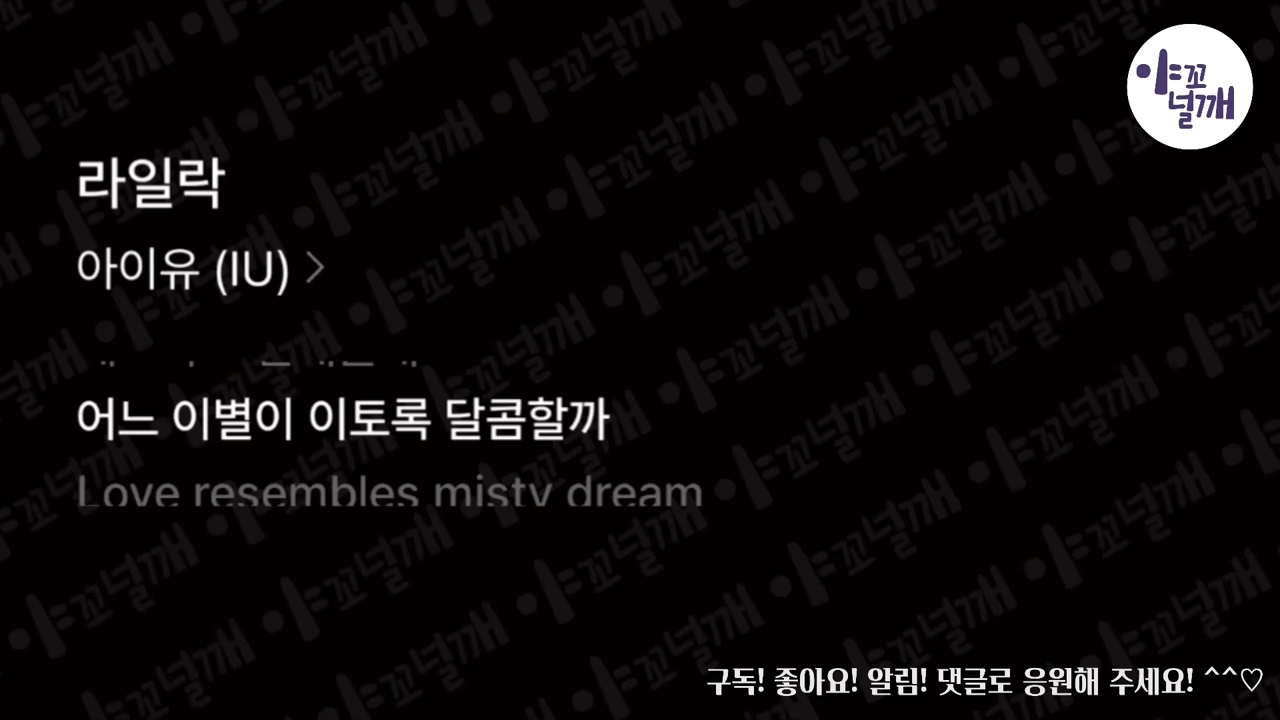 야꼬
널깨
라일락
아이유 (IU) >
어느 이별이 이토록 달콤할까
Love resembles misty dream
구독! 좋아요! 알림! 댓글로 응원해 주세요! ^^♡